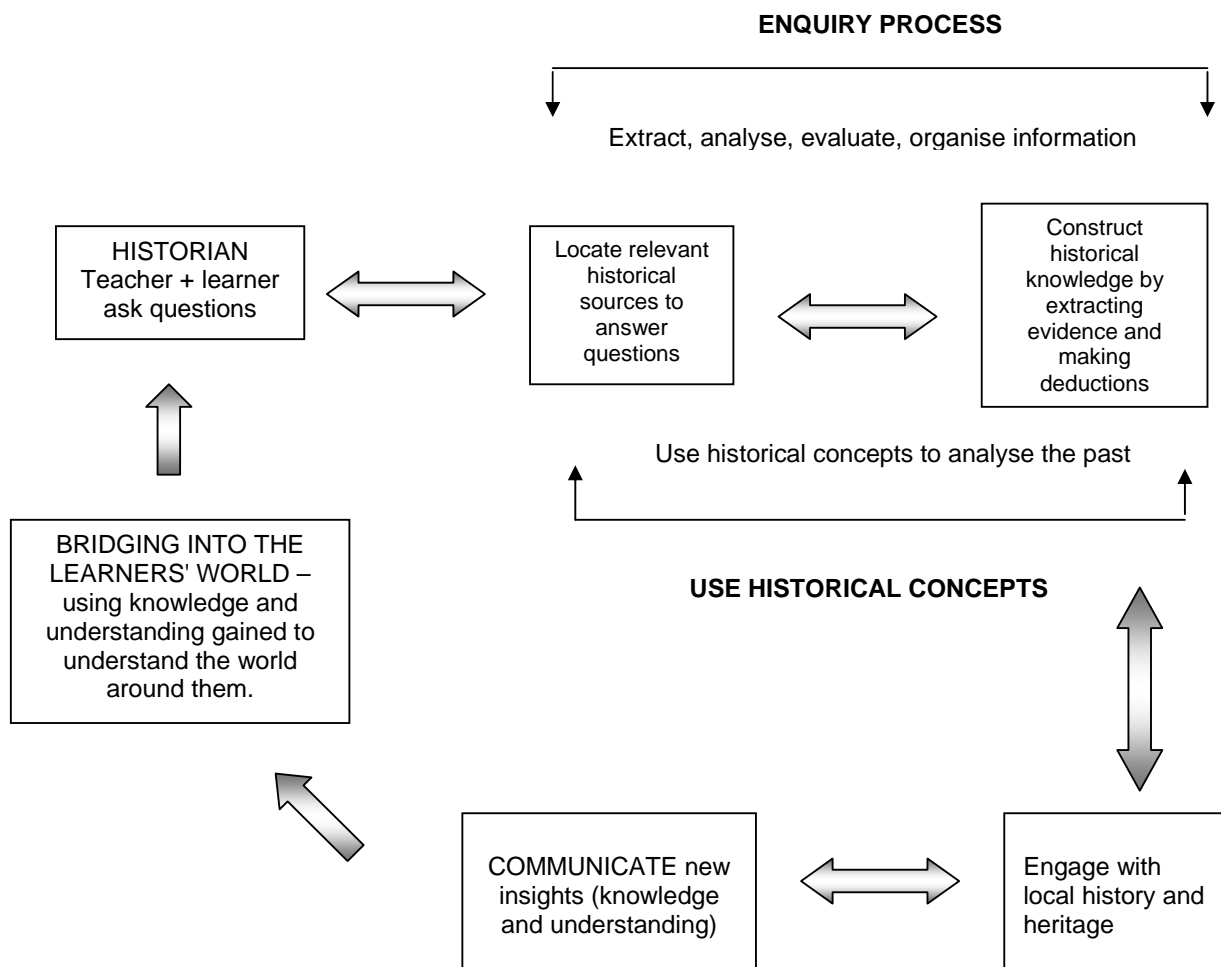 ENQUIRY PROCESS
Extract, analyse, evaluate, organise information
HISTORIAN
Teacher + learner
ask questions
Locate relevant
historical
sources to
answer
questions
Construct
historical
knowledge by
extracting
evidence and
making
deductions
Use historical concepts to analyse the past
USE HISTORICAL CONCEPTS
BRIDGING INTO THE
LEARNERS' WORLD –
using knowledge and
understanding gained to
understand the world
around them.
COMMUNICATE new
insights (knowledge
and understanding)
Engage with
local history and
heritage